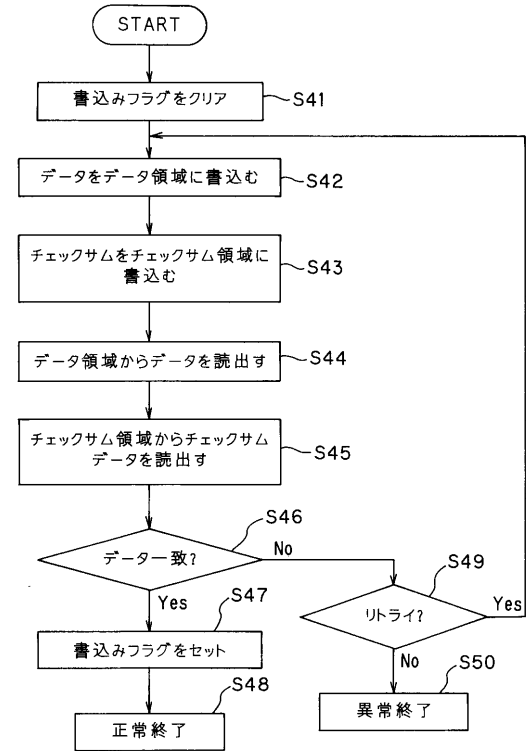 START
書込みフラグをクリア
S41
データをデータ領域に書込む
S42
チェックサムをチェックサム領域に
書込む
S43
データ領域からデータを読出す
S44
チェックサム領域からチェックサム
データを読出す
S45
データ一致?
S46
No
Yes
リトライ?
S49
Yes
No
書込みフラグをセット
S47
正常終了
S48
異常終了
S50